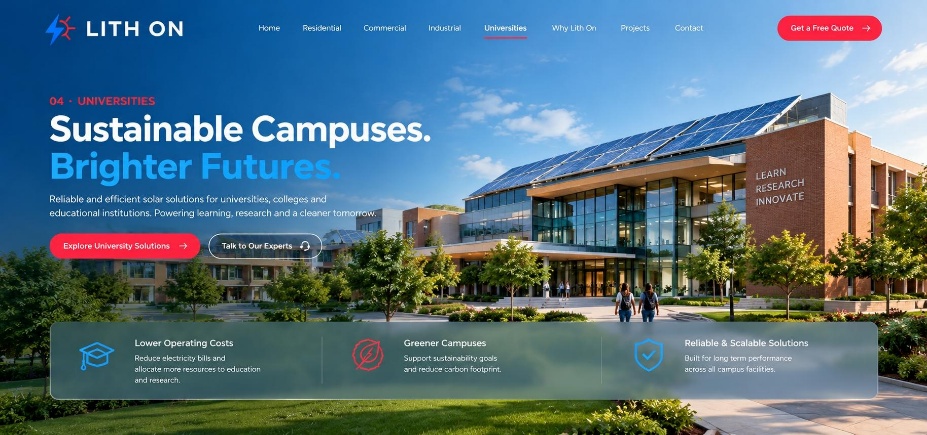 LITH ON
Home
Residential
Commercial
Industrial
Universities
Why Lith On
Projects
Contact
Get a Free Quote
04 · UNIVERSITIES
Sustainable Campuses.
Brighter Futures.
Reliable and efficient solar solutions for universities, colleges and
educational institutions. Powering learning, research and a cleaner tomorrow.
Explore University Solutions
Talk to Our Experts
LEARN
RESEARCH
INNOVATE
Lower Operating Costs
Reduce electricity bills and
allocate more resources to education
and research.
Greener Campuses
Support sustainability goals
and reduce carbon footprint.
Reliable & Scalable Solutions
Built for long term performance
across all campus facilities.